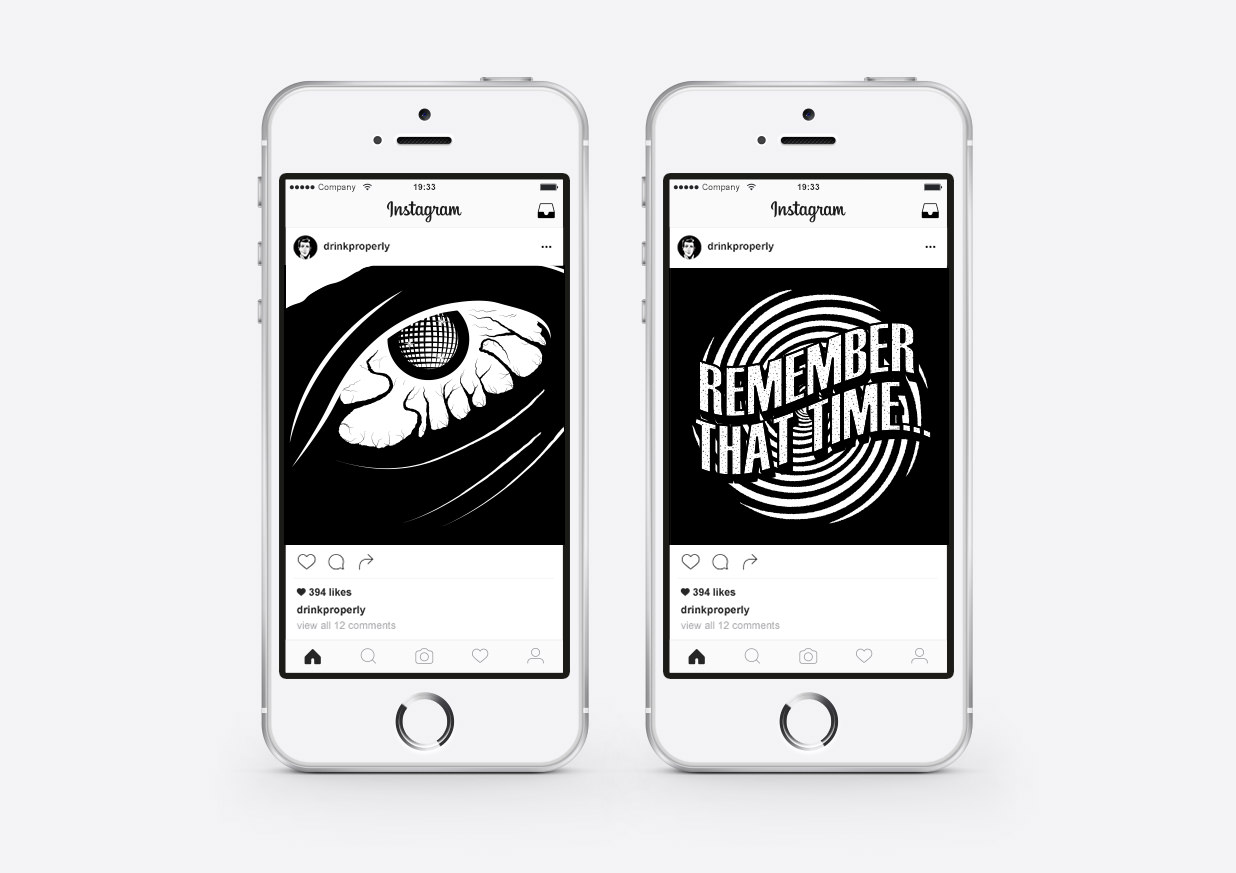 Company 19:33
Instagram
drinkproperly
394 likes
drinkproperly
view all 12 comments
Company 19:33
Instagram
drinkproperly
REMEMBER
THAT TIME...
394 likes
drinkproperly
view all 12 comments